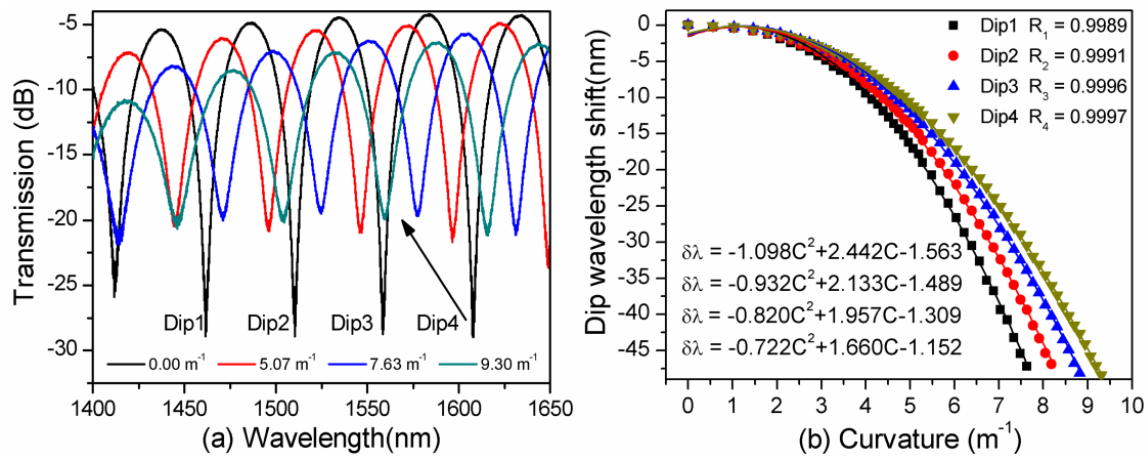 0
-5
-10
-15
-20
-25
-30
Transmission (dB)
Dip1 Dip2 Dip3 Dip4
0.00 m⁻¹ 5.07 m⁻¹ 7.63 m⁻¹ 9.30 m⁻¹
1400 1450 1500 1550 1600 1650
(a) Wavelength(nm)
0
-5
-10
-15
-20
-25
-30
-35
-40
-45
Dip wavelength shift(nm)
Dip1 R₁ = 0.9989
Dip2 R₂ = 0.9991
Dip3 R₃ = 0.9996
Dip4 R₄ = 0.9997
δλ = -1.098C²+2.442C-1.563
δλ = -0.932C²+2.133C-1.489
δλ = -0.820C²+1.957C-1.309
δλ = -0.722C²+1.660C-1.152
0 1 2 3 4 5 6 7 8 9 10
(b) Curvature (m⁻¹)